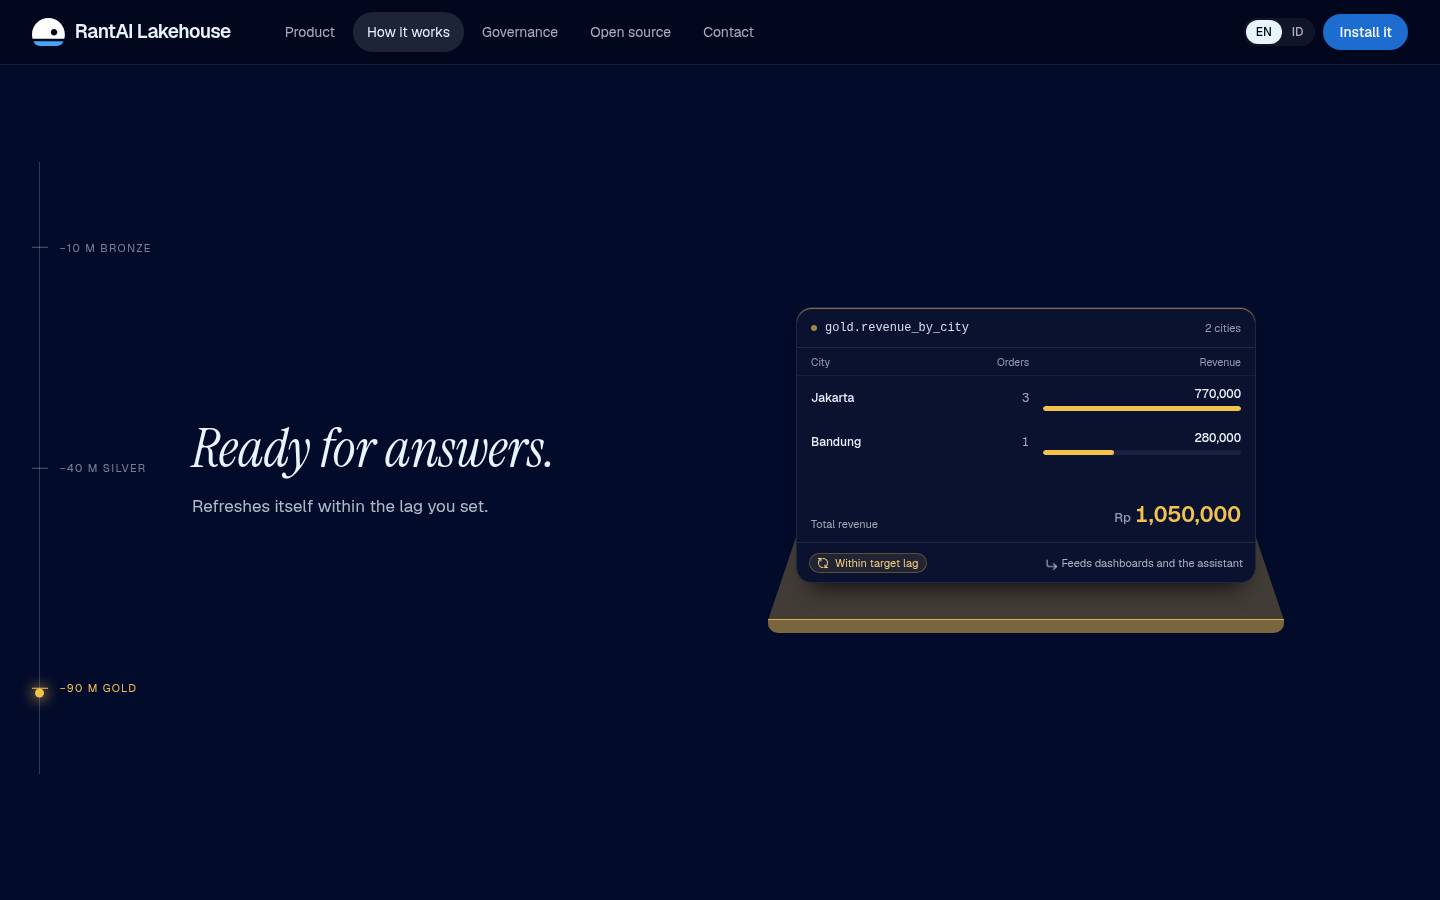 RantAI Lakehouse
Product
How it works
Governance
Open source
Contact
EN
ID
Install it
−10 M BRONZE
−40 M SILVER
−90 M GOLD
Ready for answers.
Refreshes itself within the lag you set.
gold.revenue_by_city
2 cities
City Orders Revenue
Jakarta 3 770,000
Bandung 1 280,000
Total revenue Rp 1,050,000
Within target lag
Feeds dashboards and the assistant